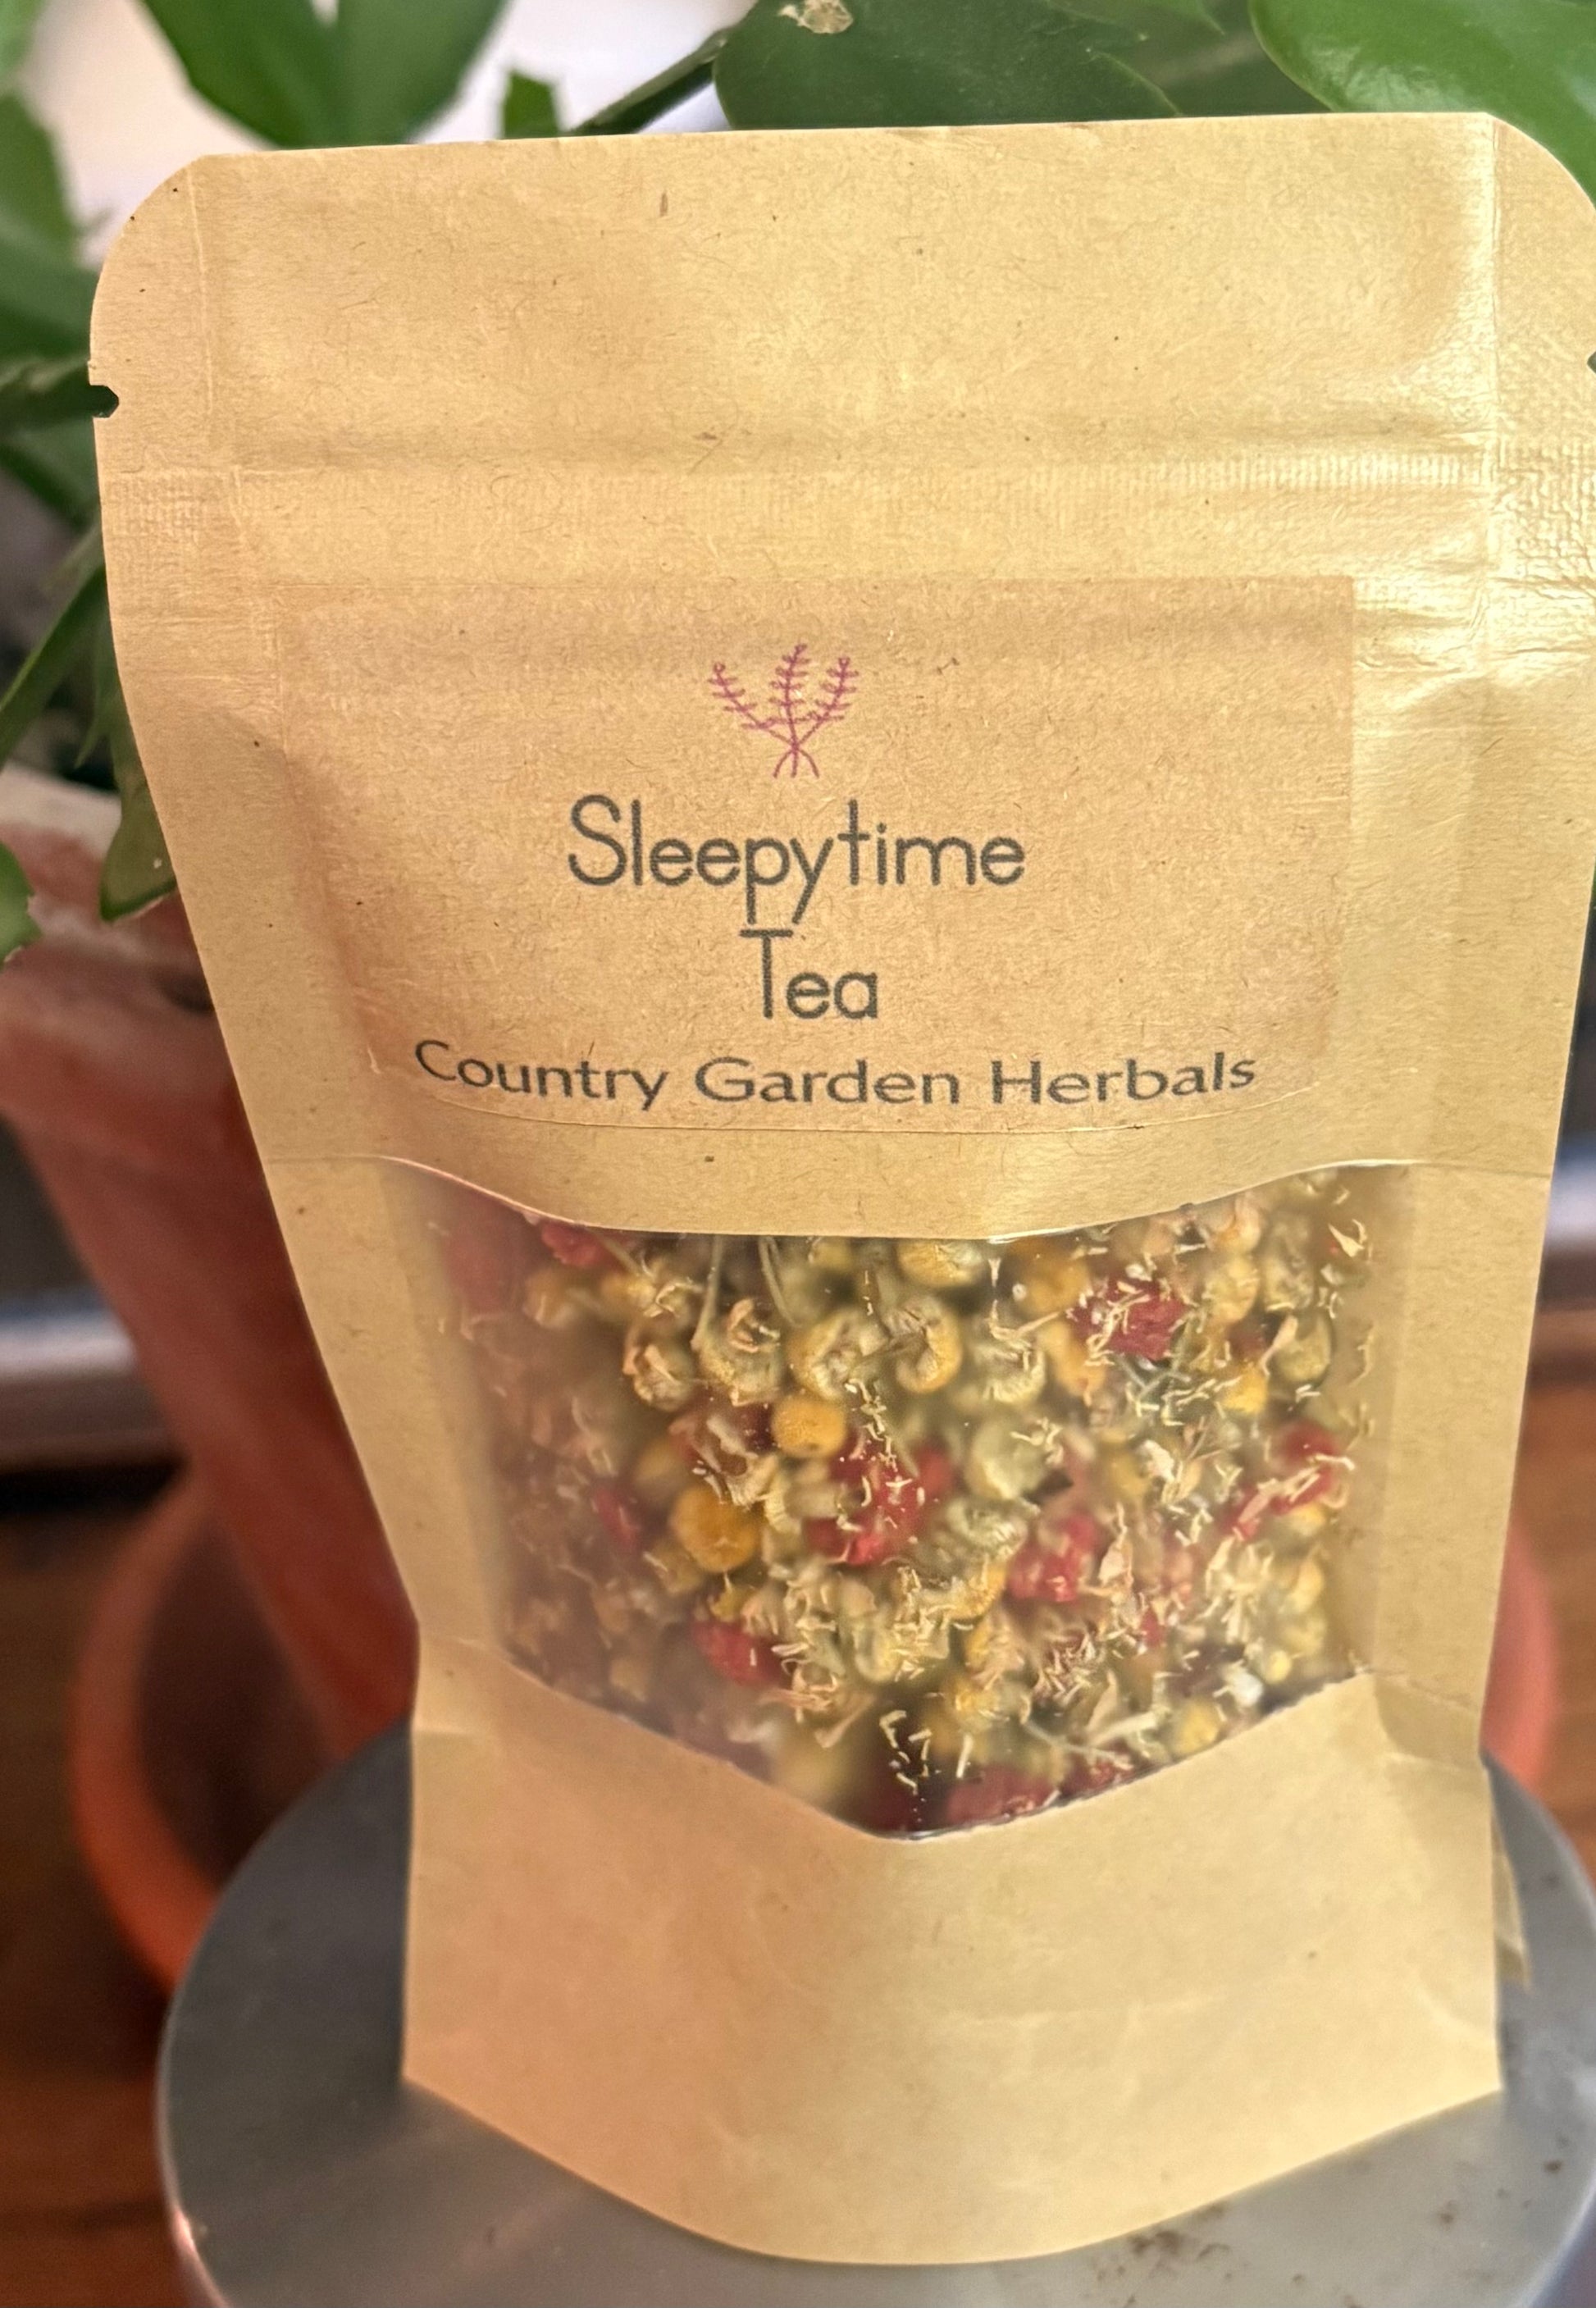 Sleepytime
Tea
Country Garden Herbals